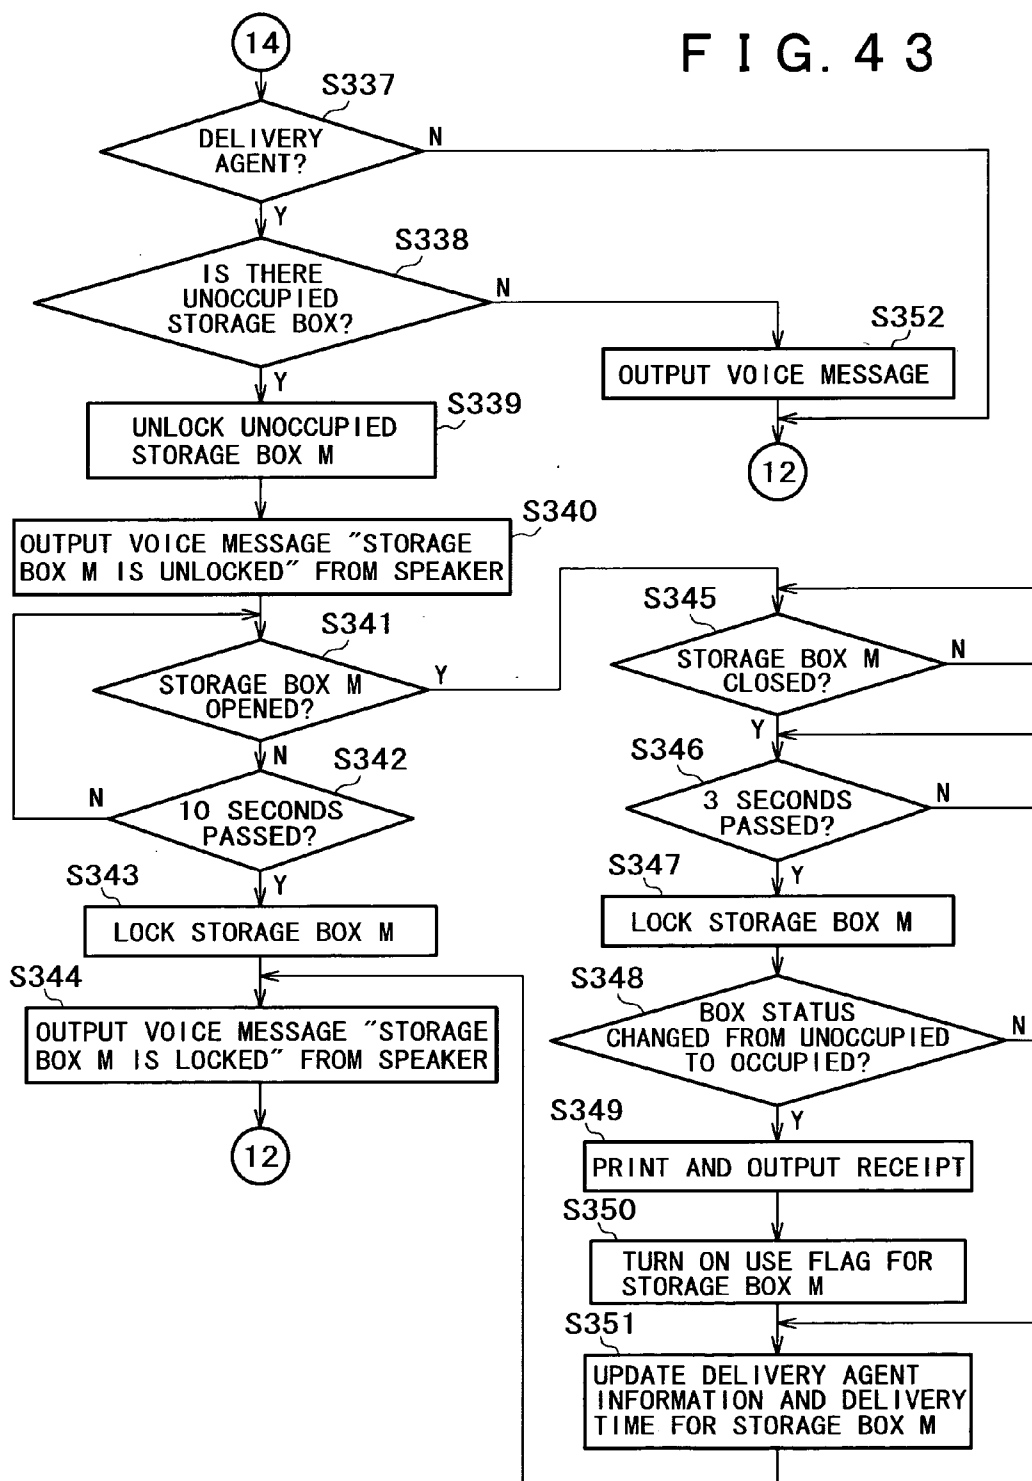 FIG. 43
14
S337
DELIVERY
AGENT?
N
Y
S338
IS THERE
UNOCCUPIED
STORAGE BOX?
N
Y
S352
OUTPUT VOICE MESSAGE
12
S339
UNLOCK UNOCCUPIED
STORAGE BOX M
S340
OUTPUT VOICE MESSAGE "STORAGE
BOX M IS UNLOCKED" FROM SPEAKER
S341
STORAGE BOX M
OPENED?
Y
N
S342
10 SECONDS
PASSED?
N
Y
S343
LOCK STORAGE BOX M
S344
OUTPUT VOICE MESSAGE "STORAGE
BOX M IS LOCKED" FROM SPEAKER
12
S345
STORAGE BOX M
CLOSED?
N
Y
S346
3 SECONDS
PASSED?
N
Y
S347
LOCK STORAGE BOX M
S348
BOX STATUS
CHANGED FROM UNOCCUPIED
TO OCCUPIED?
N
Y
S349
PRINT AND OUTPUT RECEIPT
S350
TURN ON USE FLAG FOR
STORAGE BOX M
S351
UPDATE DELIVERY AGENT
INFORMATION AND DELIVERY
TIME FOR STORAGE BOX M